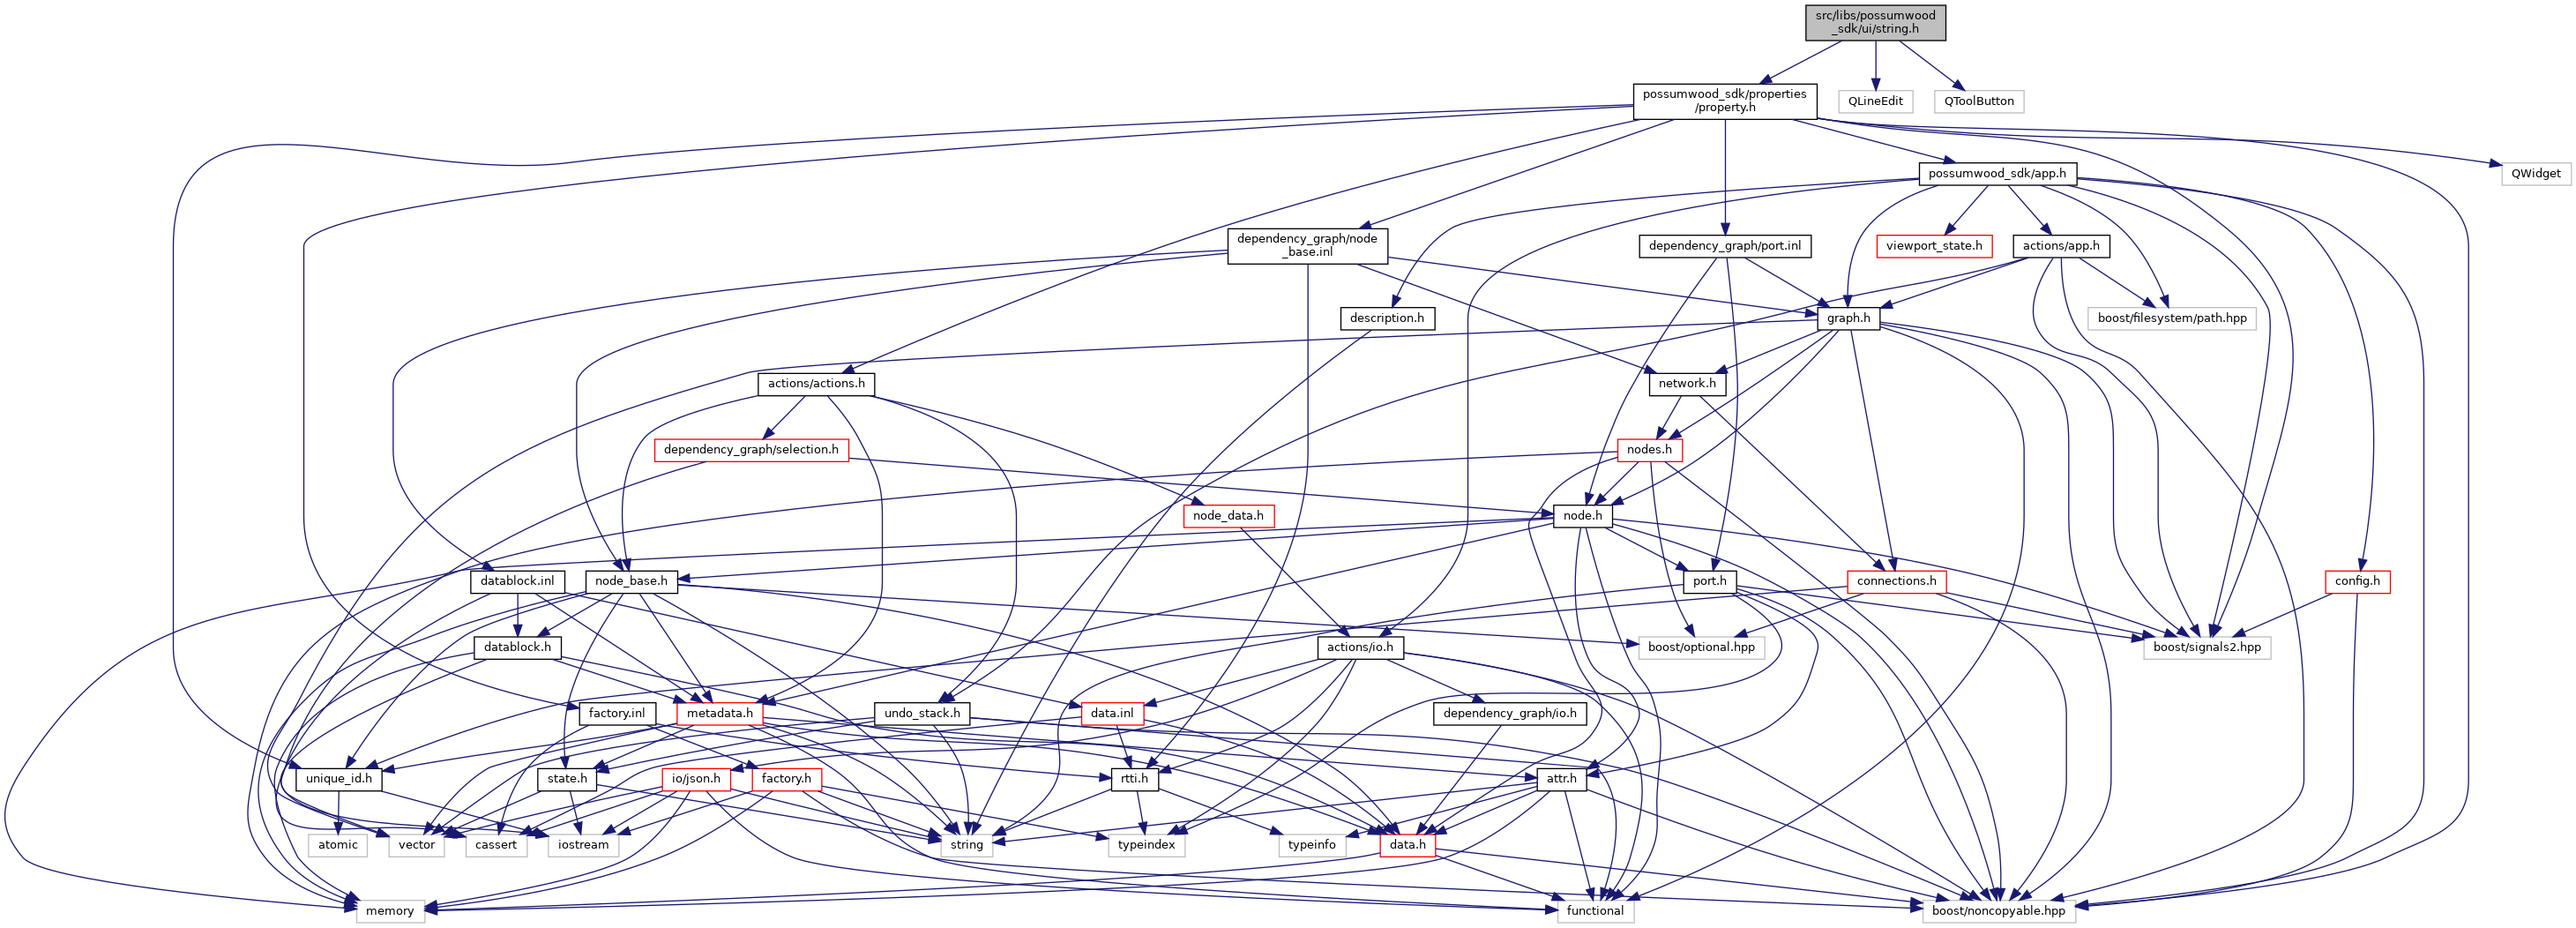 src/libs/possumwood
_sdk/ui/string.h
possumwood_sdk/properties
/property.h
QLineEdit
QToolButton
possumwood_sdk/app.h
QWidget
dependency_graph/node
_base.inl
dependency_graph/port.inl
viewport_state.h
actions/app.h
description.h
graph.h
boost/filesystem/path.hpp
actions/actions.h
network.h
dependency_graph/selection.h
nodes.h
node_data.h
node.h
datablock.inl
node_base.h
port.h
connections.h
config.h
datablock.h
actions/io.h
boost/optional.hpp
boost/signals2.hpp
factory.inl
metadata.h
undo_stack.h
data.inl
dependency_graph/io.h
unique_id.h
state.h
io/json.h
factory.h
rtti.h
attr.h
atomic
vector
cassert
iostream
string
typeindex
typeinfo
data.h
memory
functional
boost/noncopyable.hpp